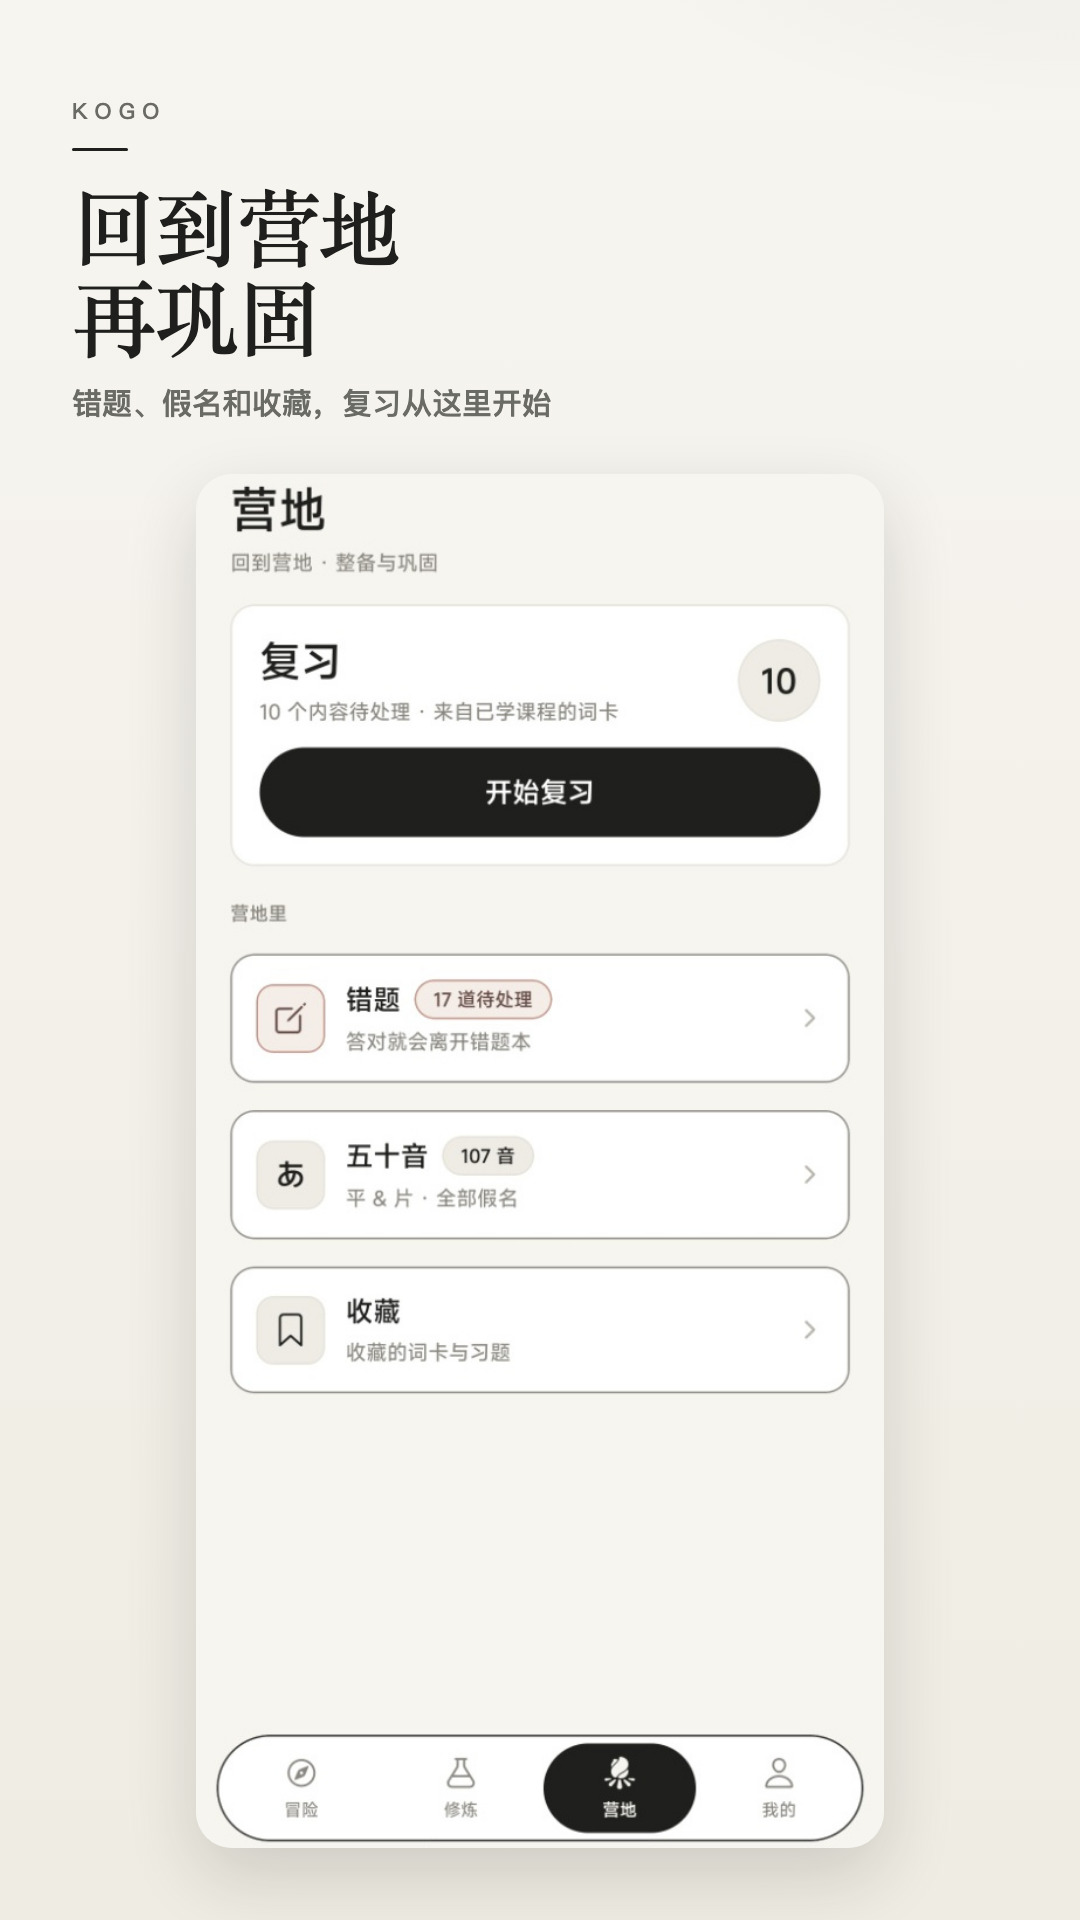 KOGO
回到营地
再巩固
错题、假名和收藏，复习从这里开始
营地
回到营地 · 整备与巩固
复习
10
10 个内容待处理 · 来自已学课程的词卡
开始复习
营地里
错题 17 道待处理
答对就会离开错题本
あ
五十音 107 音
平 & 片 · 全部假名
收藏
收藏的词卡与习题
冒险 修炼 营地 我的